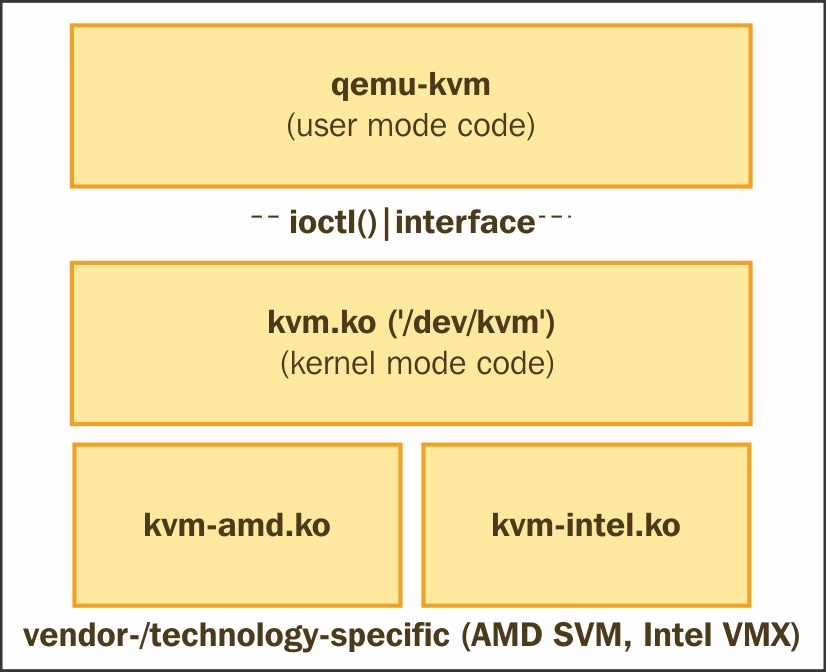 qemu-kvm
(user mode code)
ioctl()|interface
kvm.ko ('/dev/kvm')
(kernel mode code)
kvm-amd.ko
kvm-intel.ko
vendor-/technology-specific (AMD SVM, Intel VMX)